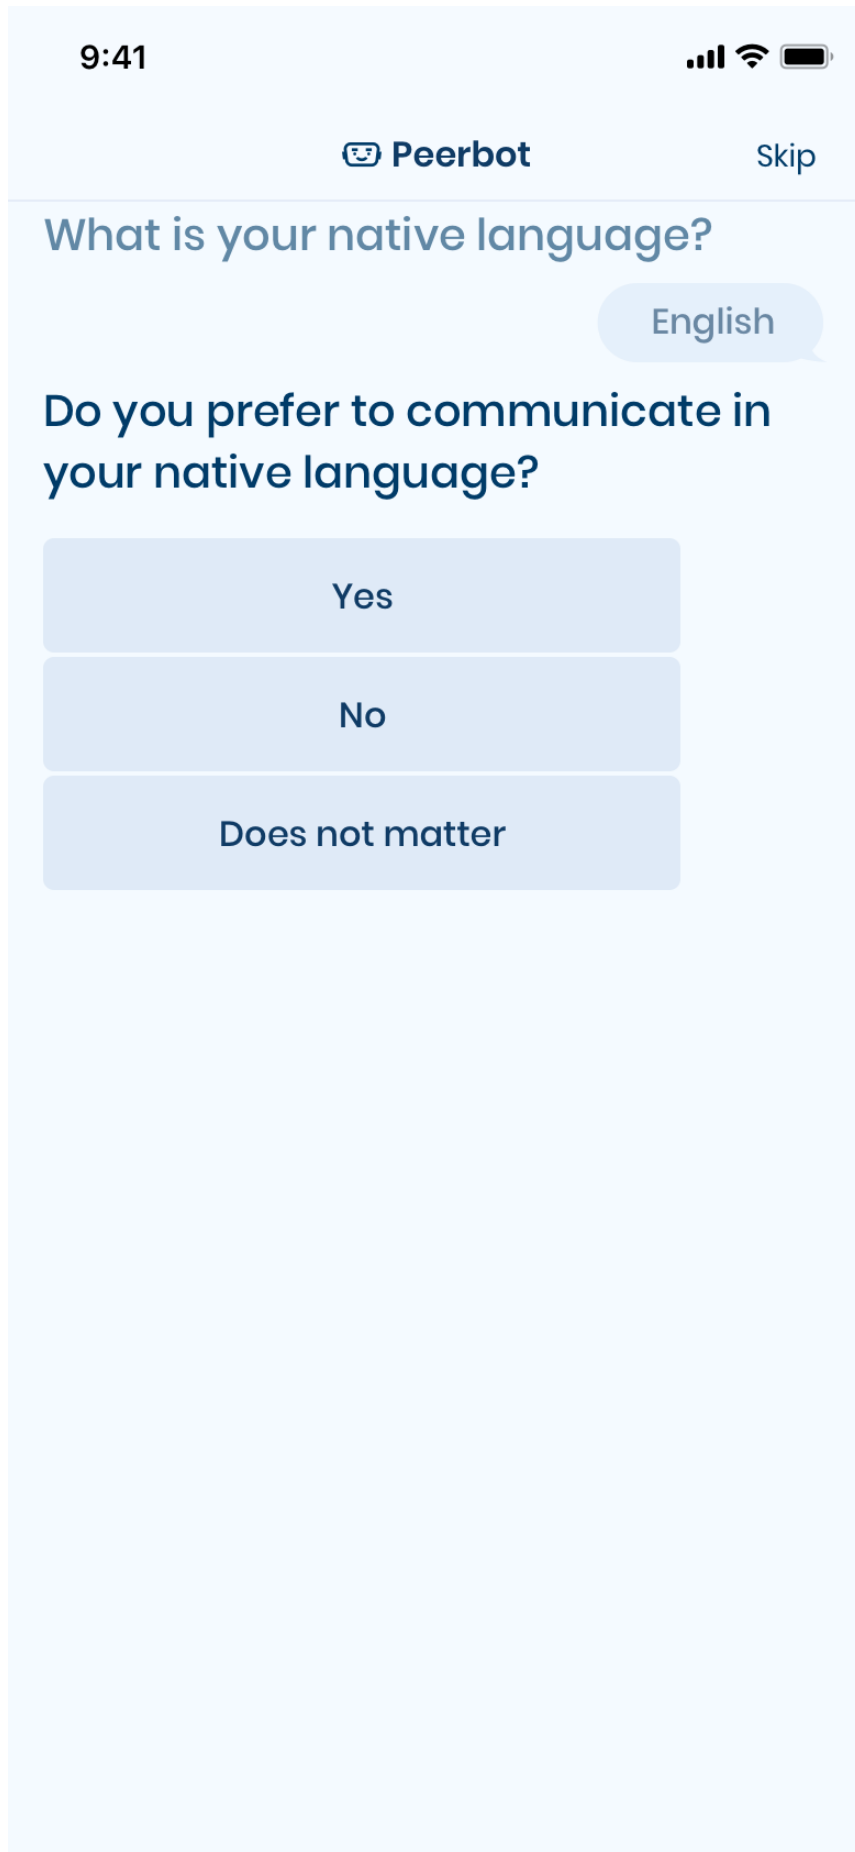 9:41
Peerbot
Skip
What is your native language?
English
Do you prefer to communicate in
your native language?
Yes
No
Does not matter